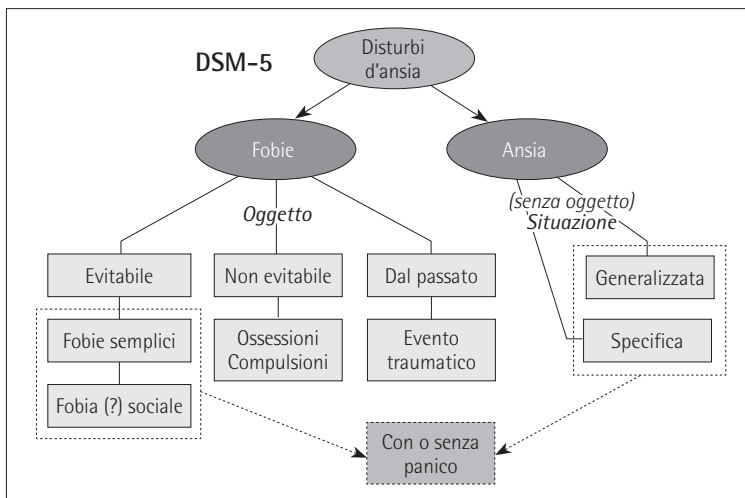 DSM-5
Disturbi
d'ansia
Fobie
Ansia
Oggetto
(senza oggetto)
Situazione
Evitabile
Non evitabile
Dal passato
Generalizzata
Fobie semplici
Ossessioni
Compulsioni
Evento
traumatico
Specifica
Fobia (?) sociale
Con o senza
panico